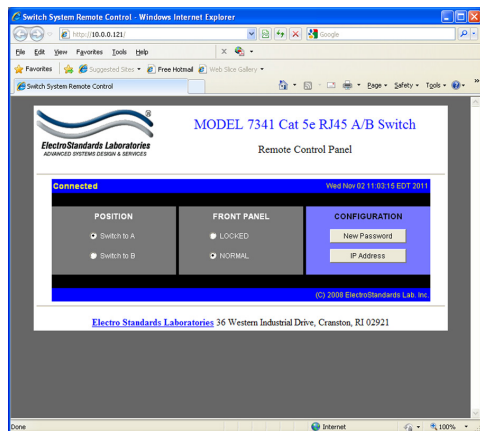 Switch System Remote Control - Windows Internet Explorer
http://10.0.0.121/
Google
File Edit View Favorites Tools Help
X
Favorites Suggested Sites Free Hotmail Web Slice Gallery
Switch System Remote Control
Page Safety Tools
ElectroStandards Laboratories
ADVANCED SYSTEMS DESIGN & SERVICES
®
MODEL 7341 Cat 5e RJ45 A/B Switch
Remote Control Panel
Connected Wed Nov 02 11:03:15 EDT 2011
POSITION
Switch to A
Switch to B
FRONT PANEL
LOCKED
NORMAL
CONFIGURATION
New Password
IP Address
(C) 2008 ElectroStandards Lab, Inc.
Electro Standards Laboratories 36 Western Industrial Drive, Cranston, RI 02921
Done Internet 100%